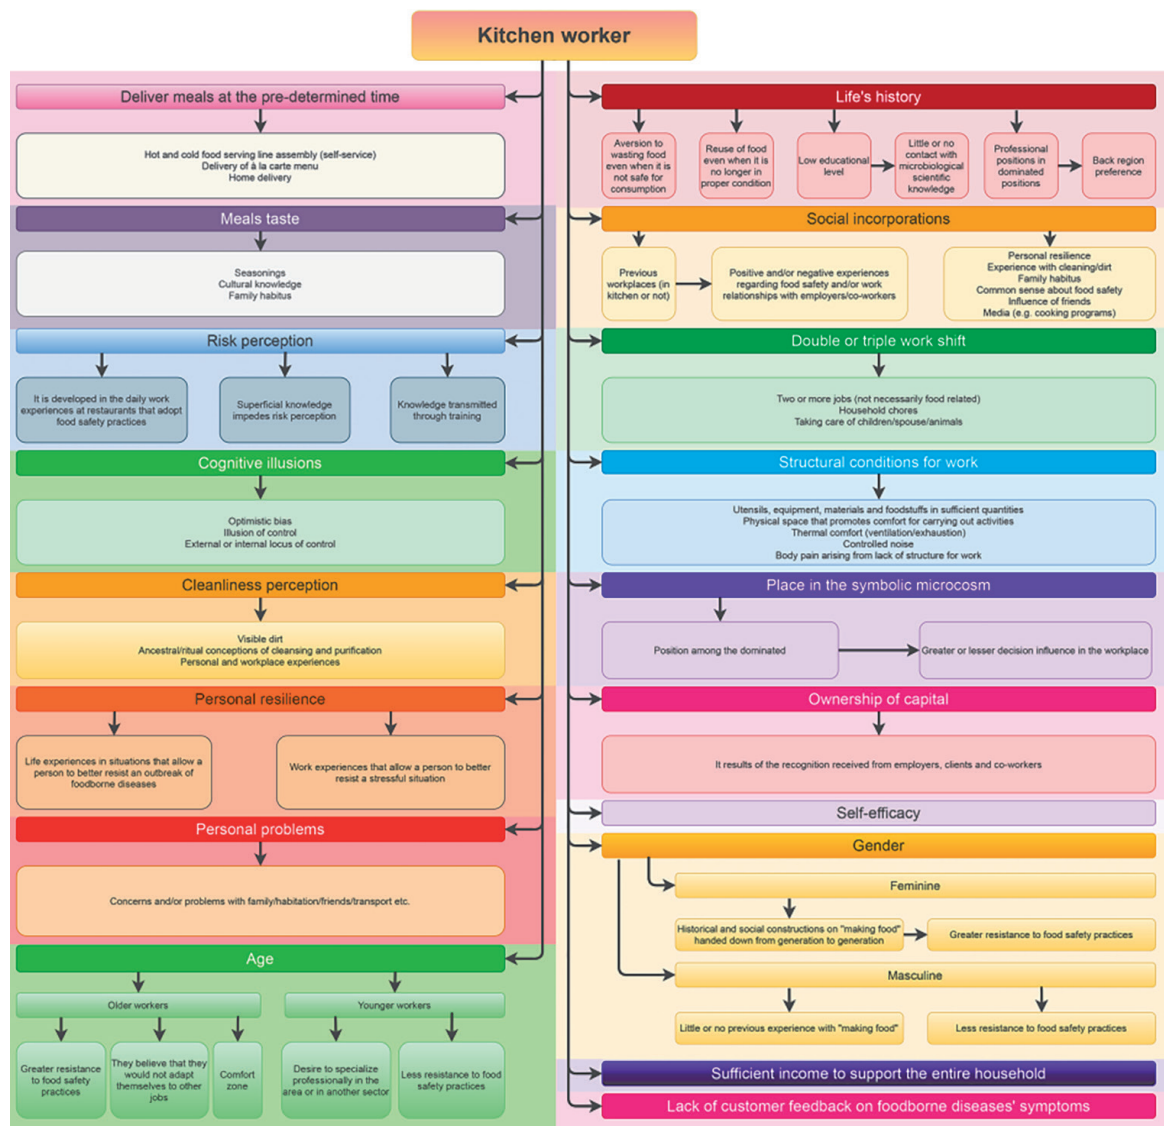 Kitchen worker
Deliver meals at the pre-determined time
Hot and cold food serving line assembly (self-service)
Delivery of à la carte menu
Home delivery
Meals taste
Seasonings
Cultural knowledge
Family habitus
Risk perception
It is developed in the daily work
experiences at restaurants that adopt
food safety practices
Superficial knowledge
impedes risk perception
Knowledge transmitted
through training
Cognitive illusions
Optimistic bias
Illusion of control
External or internal locus of control
Cleanliness perception
Visible dirt
Ancestral/ritual conceptions of cleansing and purification
Personal and workplace experiences
Personal resilience
Life experiences in situations that allow a
person to better resist an outbreak of
foodborne diseases
Work experiences that allow a person to better
resist a stressful situation
Personal problems
Concerns and/or problems with family/habitation/friends/transport etc.
Age
Older workers
Greater resistance
to food safety
practices
They believe that they
would not adapt
themselves to other
jobs
Comfort
zone
Younger workers
Desire to specialize
professionally in the
area or in another sector
Less resistance to food
safety practices
Life's history
Aversion to
wasting food
even when it is
not safe for
consumption
Reuse of food
even when it is
no longer in
proper condition
Low educational
level
Little or no
contact with
microbiological
scientific
knowledge
Professional
positions in
dominated
positions
Back region
preference
Social incorporations
Previous
workplaces (in
kitchen or not)
Positive and/or negative experiences
regarding food safety and/or work
relationships with employers/co-workers
Personal resilience
Experience with cleaning/dirt
Family habitus
Common sense about food safety
Influence of friends
Media (e.g. cooking programs)
Double or triple work shift
Two or more jobs (not necessarily food related)
Household chores
Taking care of children/spouse/animals
Structural conditions for work
Utensils, equipment, materials and foodstuffs in sufficient quantities
Physical space that promotes comfort for carrying out activities
Thermal comfort (ventilation/exhaustion)
Controlled noise
Body pain arising from lack of structure for work
Place in the symbolic microcosm
Position among the dominated
Greater or lesser decision influence in the workplace
Ownership of capital
It results of the recognition received from employers, clients and co-workers
Self-efficacy
Gender
Feminine
Historical and social constructions on "making food"
handed down from generation to generation
Greater resistance to food safety practices
Masculine
Little or no previous experience with "making food"
Less resistance to food safety practices
Sufficient income to support the entire household
Lack of customer feedback on foodborne diseases' symptoms